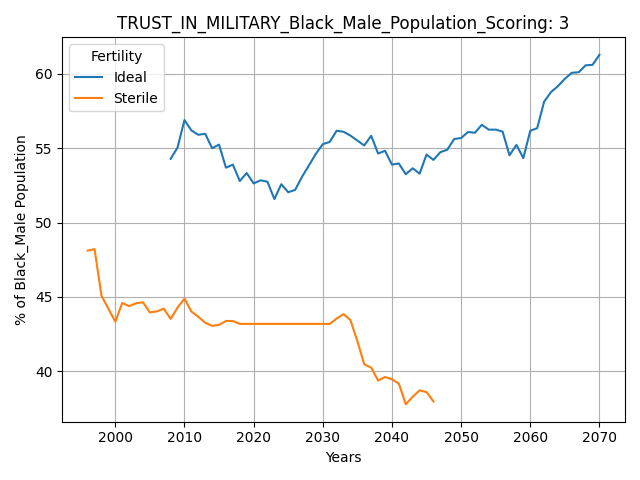 TRUST_IN_MILITARY_Black_Male_Population_Scoring: 3
Fertility
Ideal
Sterile
% of Black_Male Population
60
55
50
45
40
2000 2010 2020 2030 2040 2050 2060 2070
Years